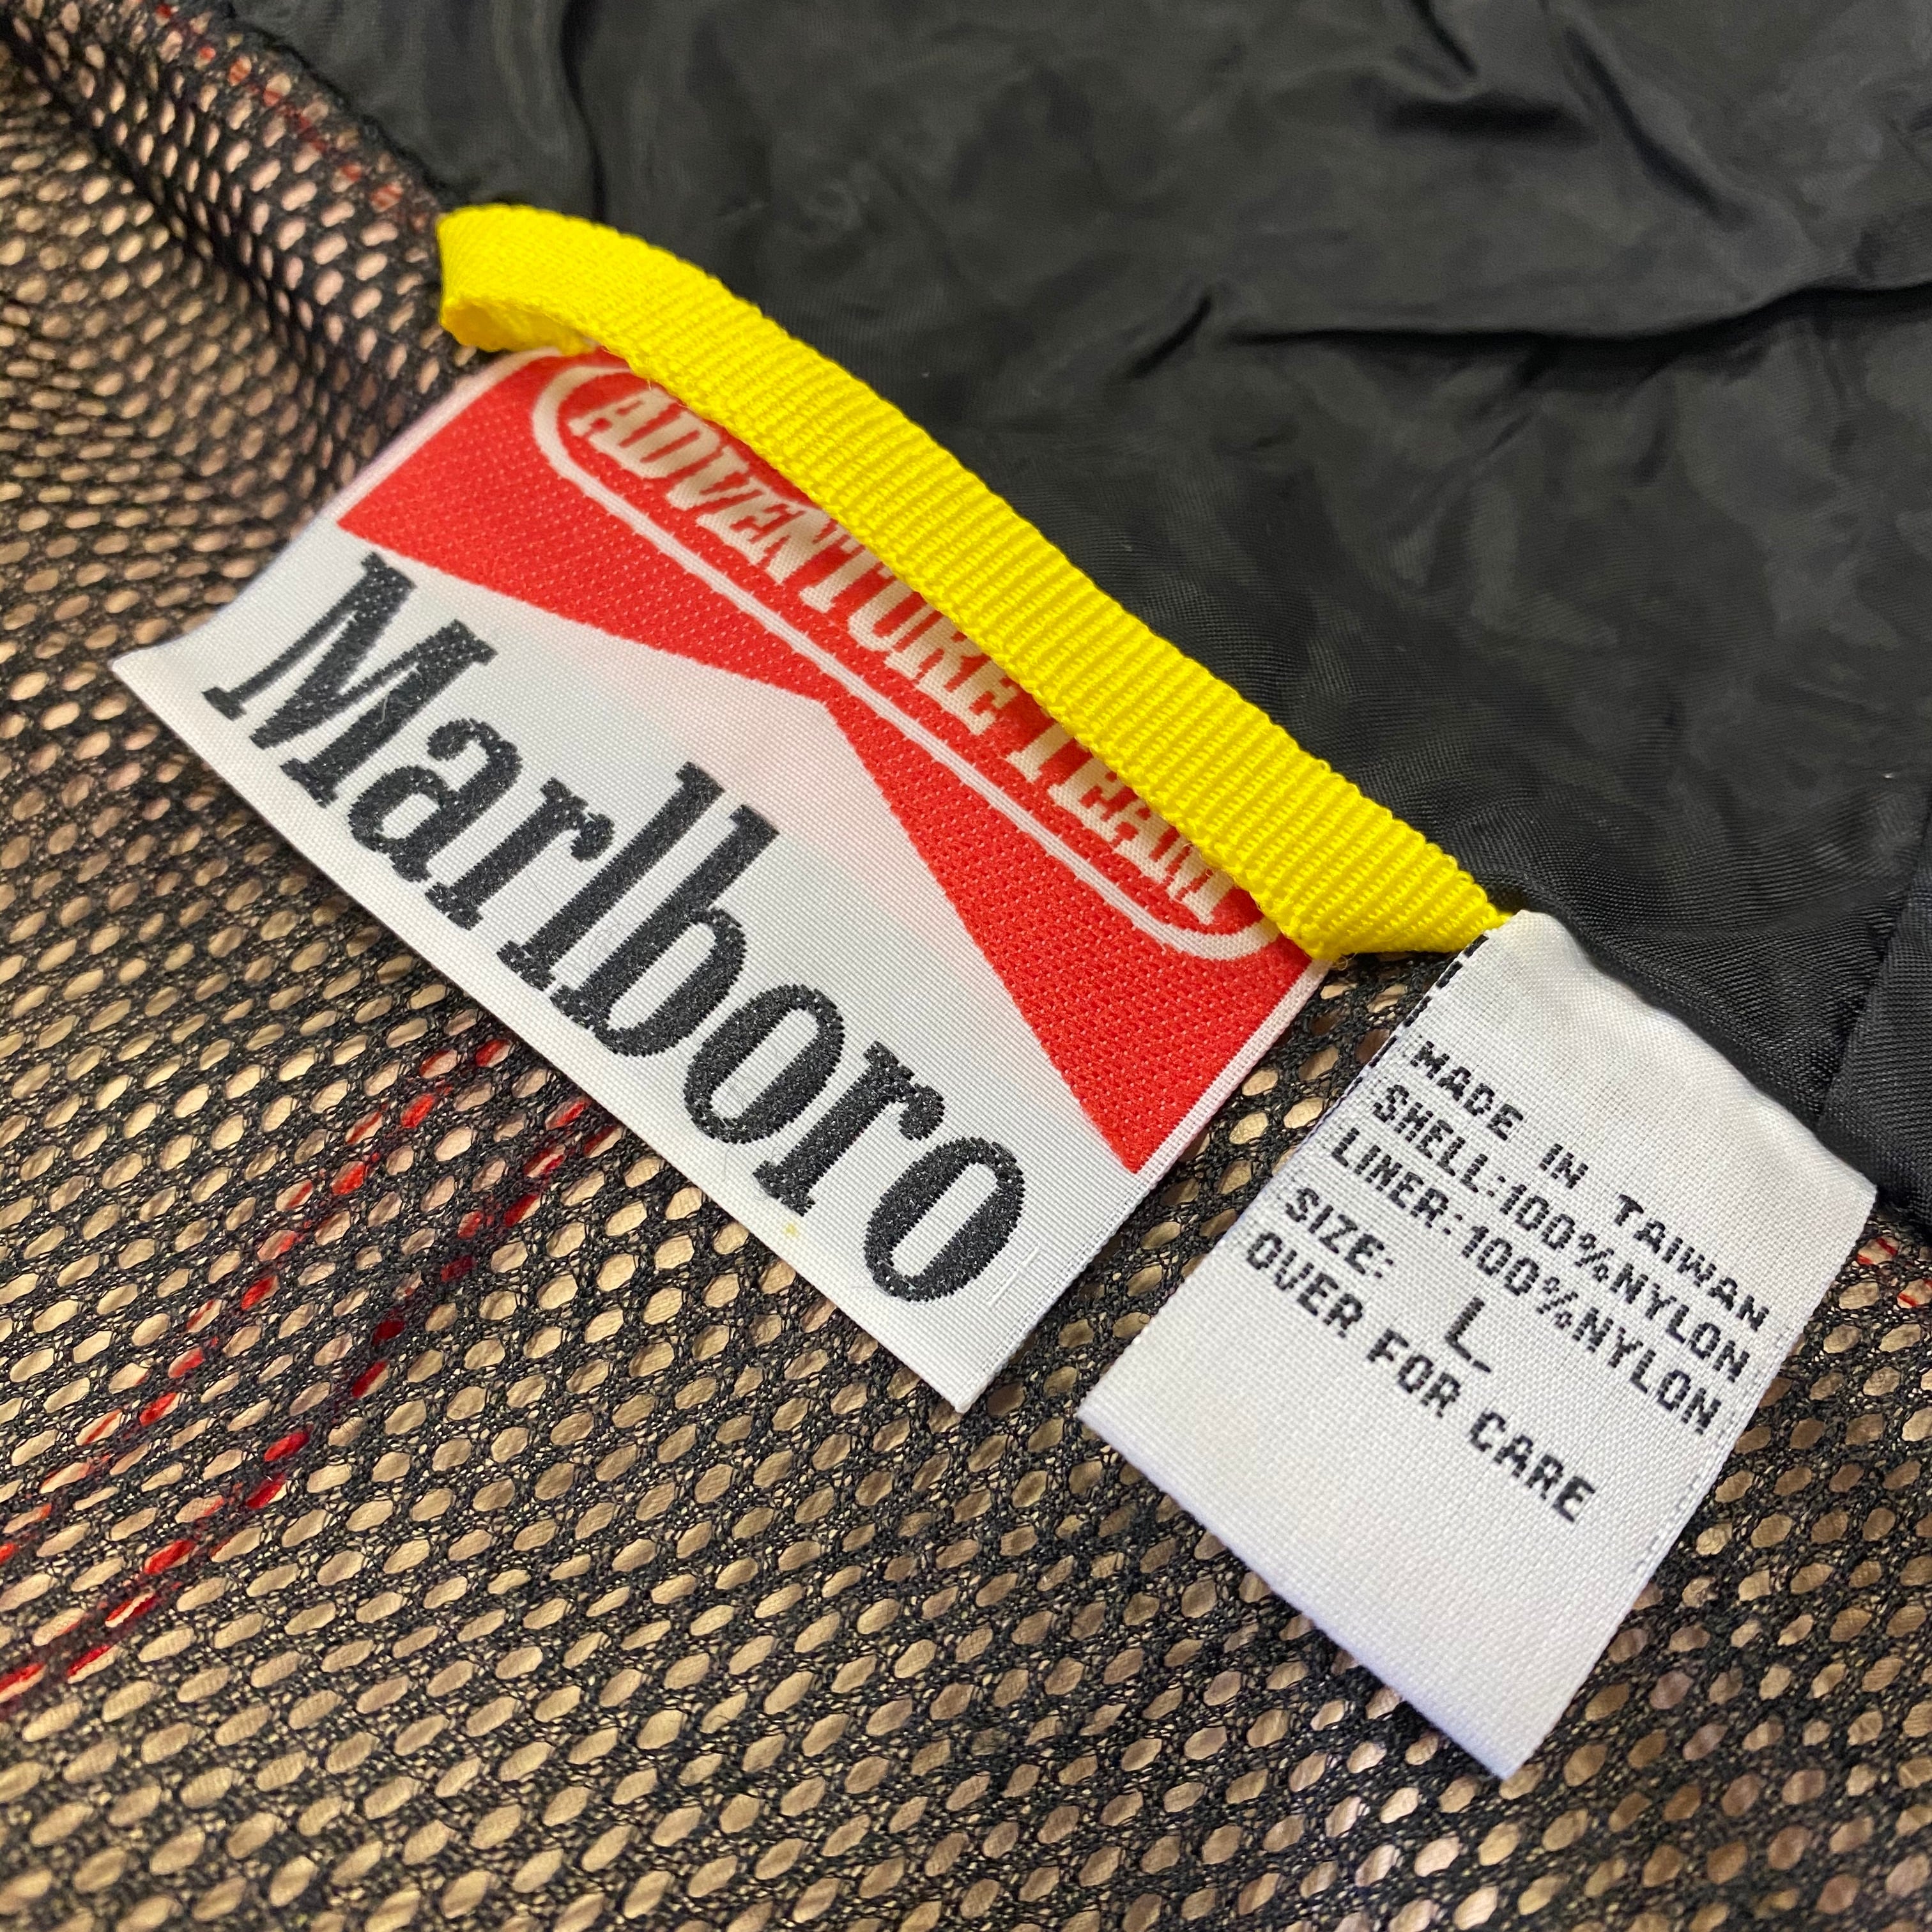 ADVENTURE TEAM
Marlboro
MADE IN TAIWAN
SHELL:100%NYLON
LINER:100%NYLON
SIZE: L
OVER FOR CARE